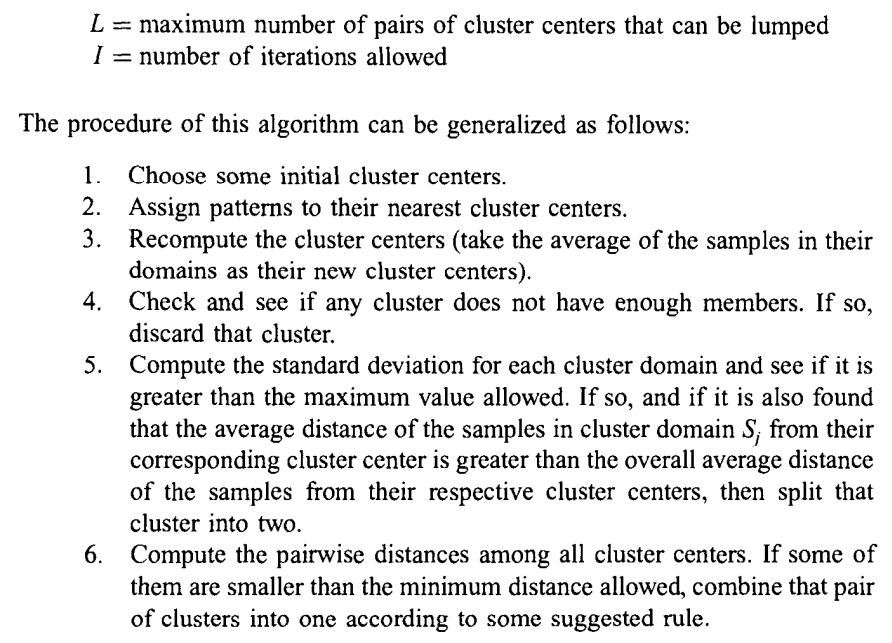 L = maximum number of pairs of cluster centers that can be lumped
I = number of iterations allowed
The procedure of this algorithm can be generalized as follows:
1. Choose some initial cluster centers.
2. Assign patterns to their nearest cluster centers.
3. Recompute the cluster centers (take the average of the samples in their
domains as their new cluster centers).
4. Check and see if any cluster does not have enough members. If so,
discard that cluster.
5. Compute the standard deviation for each cluster domain and see if it is
greater than the maximum value allowed. If so, and if it is also found
that the average distance of the samples in cluster domain Sj from their
corresponding cluster center is greater than the overall average distance
of the samples from their respective cluster centers, then split that
cluster into two.
6. Compute the pairwise distances among all cluster centers. If some of
them are smaller than the minimum distance allowed, combine that pair
of clusters into one according to some suggested rule.